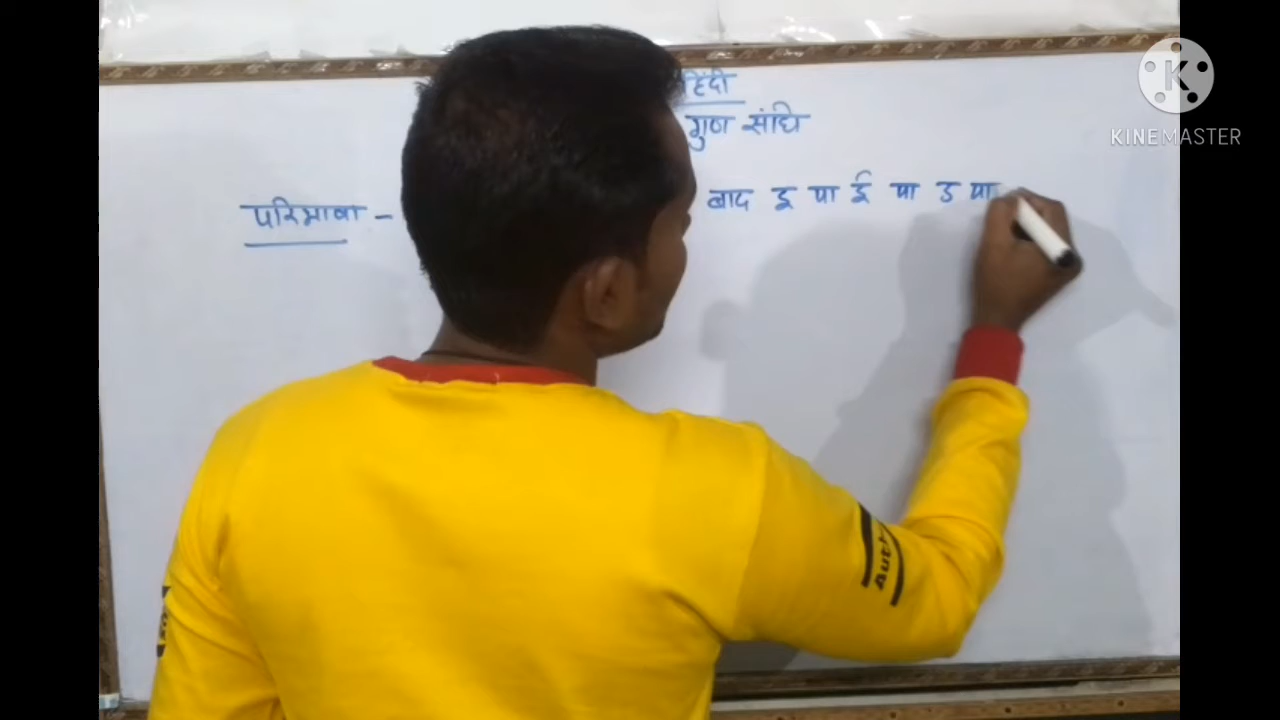 हिंदी
गुण संधि
परिभाषा - बाद इ या ई या उ या
KINEMASTER